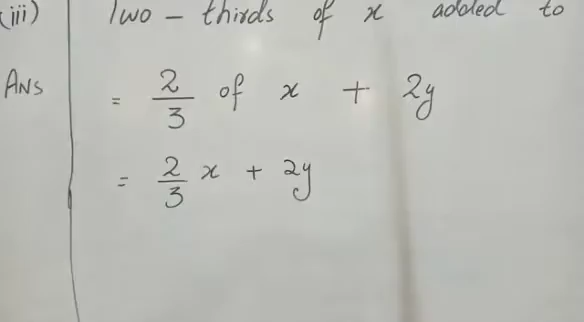 (iii) Two - thirds of x added to
Ans = 2/3 of x + 2y
= 2/3 x + 2y